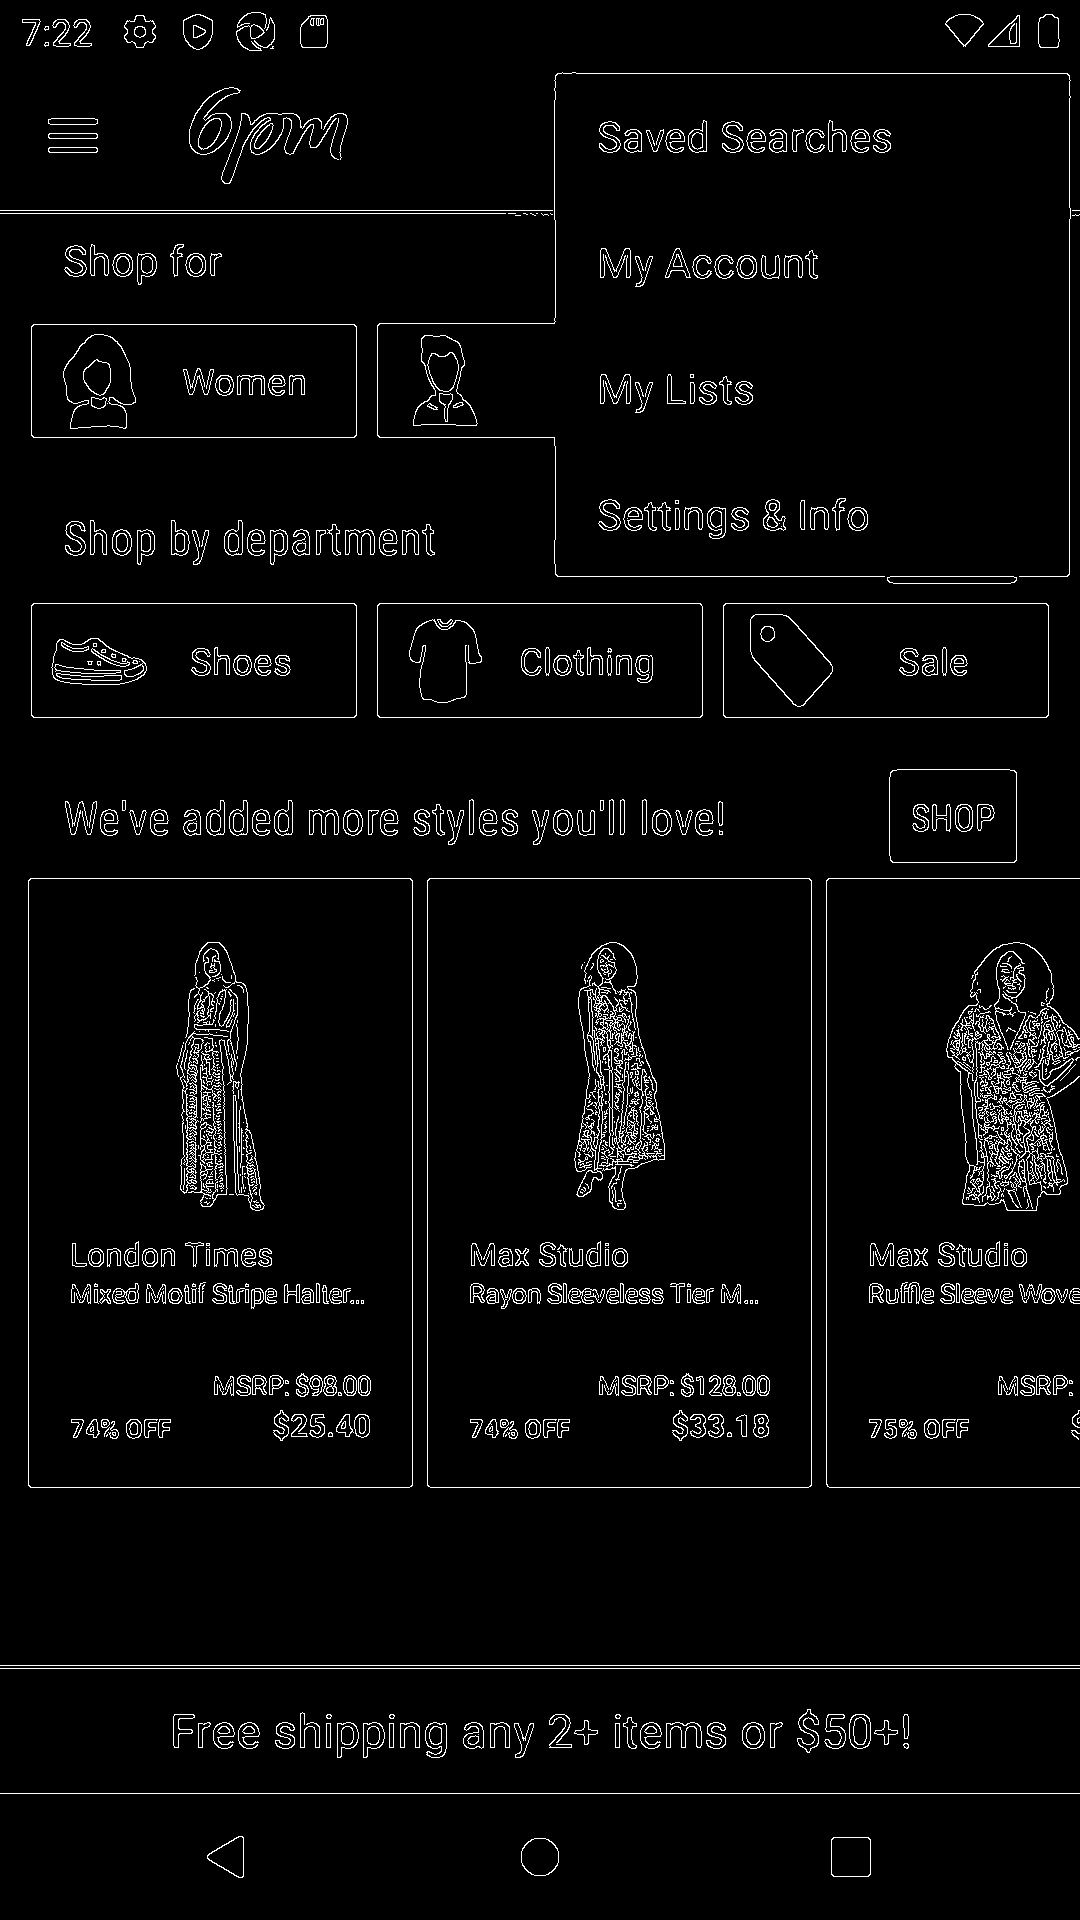 7:22
6pm
Saved Searches
My Account
My Lists
Settings & Info
Shop for
Women
Shop by department
Shoes
Clothing
Sale
We've added more styles you'll love!
SHOP
London Times
Mixed Motif Stripe Halter...
MSRP: $98.00
74% OFF
$25.40
Max Studio
Rayon Sleeveless Tier M...
MSRP: $128.00
74% OFF
$33.18
Max Studio
Ruffle Sleeve Wove
MSRP:
75% OFF
$
Free shipping any 2+ items or $50+!